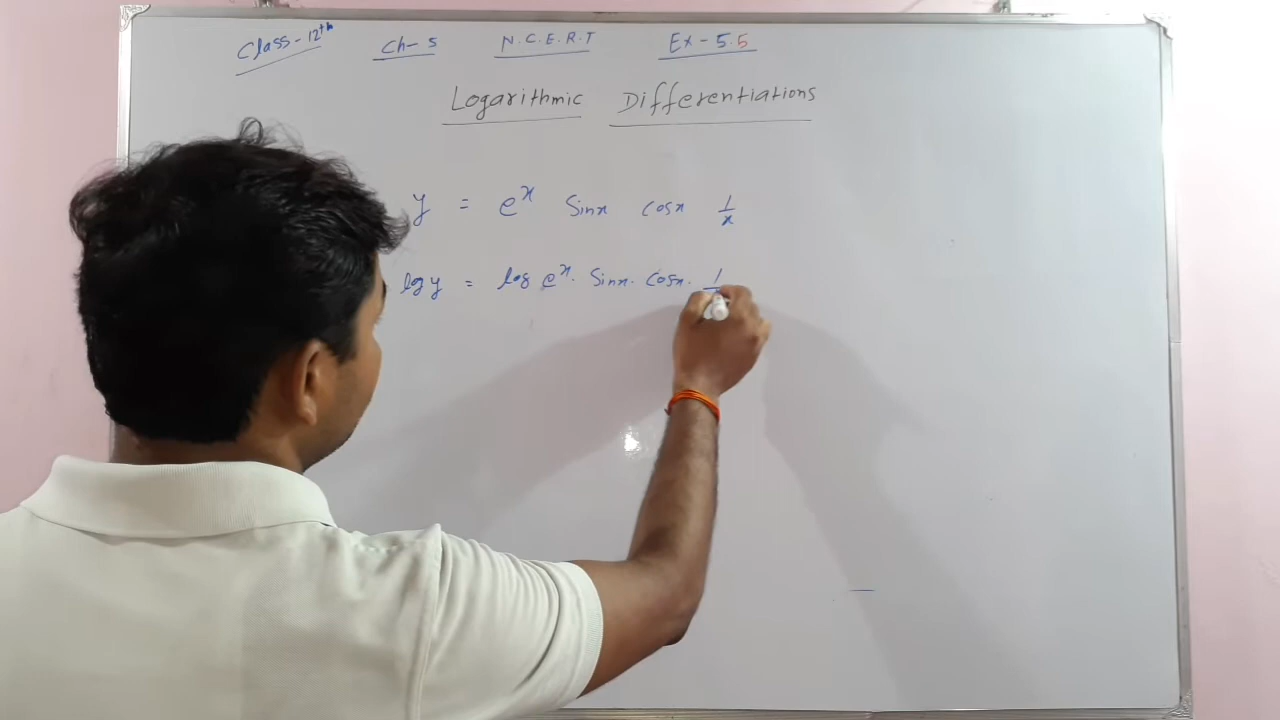 Class-12th Ch-5 N.C.E.R.T Ex-5.5
Logarithmic Differentiations
y = e^x Sinx Cosx 1/x
log y = log e^x. Sinx. Cosx. 1/